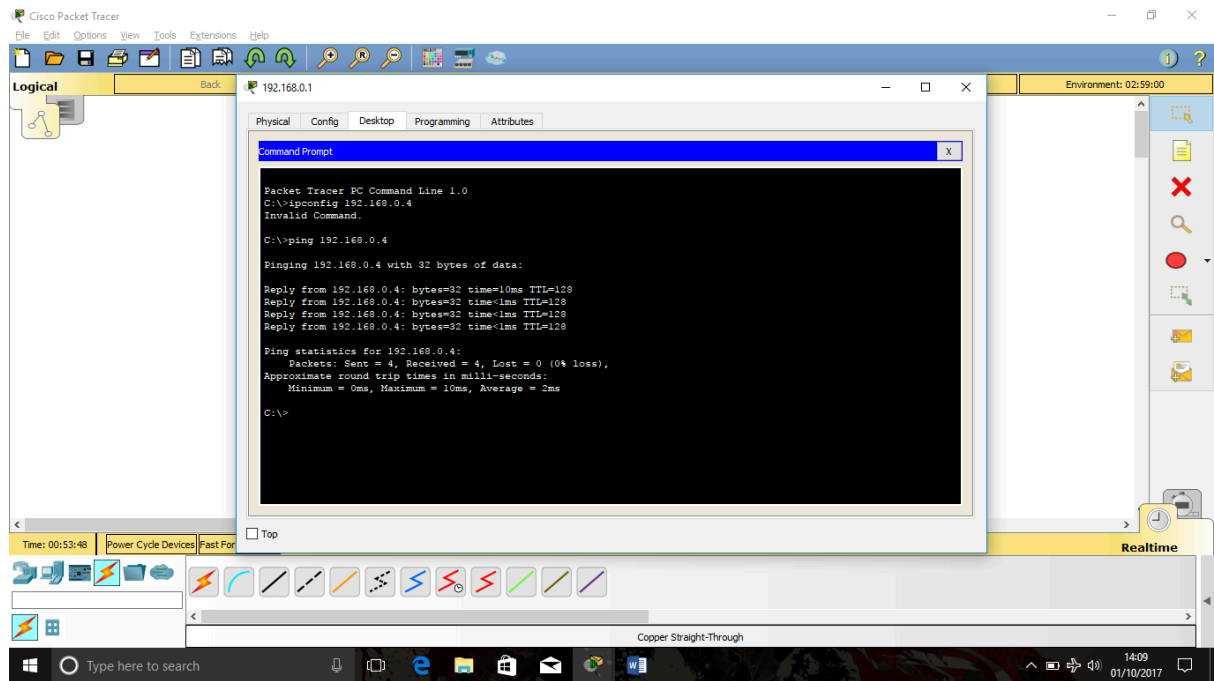 Cisco Packet Tracer
File Edit Options View Tools Extensions Help
Logical
Back
192.168.0.1
Environment: 02:59:00
Physical Config Desktop Programming Attributes
Command Prompt
X
Packet Tracer PC Command Line 1.0
C:\>ipconfig 192.168.0.4
Invalid Command.
C:\>ping 192.168.0.4
Pinging 192.168.0.4 with 32 bytes of data:
Reply from 192.168.0.4: bytes=32 time=10ms TTL=128
Reply from 192.168.0.4: bytes=32 time<1ms TTL=128
Reply from 192.168.0.4: bytes=32 time<1ms TTL=128
Reply from 192.168.0.4: bytes=32 time<1ms TTL=128
Ping statistics for 192.168.0.4:
Packets: Sent = 4, Received = 4, Lost = 0 (0% loss),
Approximate round trip times in milli-seconds:
Minimum = 0ms, Maximum = 10ms, Average = 2ms
C:\>
Top
Time: 00:53:48 Power Cycle Devices Fast For
Realtime
Copper Straight-Through
Type here to search
14:09
01/10/2017